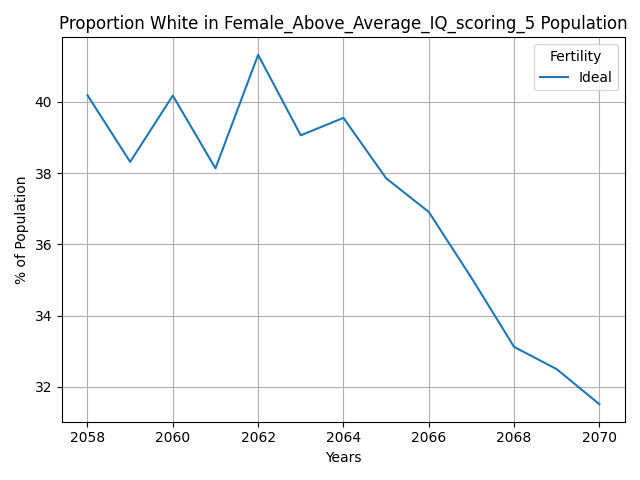 Proportion White in Female_Above_Average_IQ_scoring_5 Population
Fertility
Ideal
% of Population
40
38
36
34
32
2058 2060 2062 2064 2066 2068 2070
Years